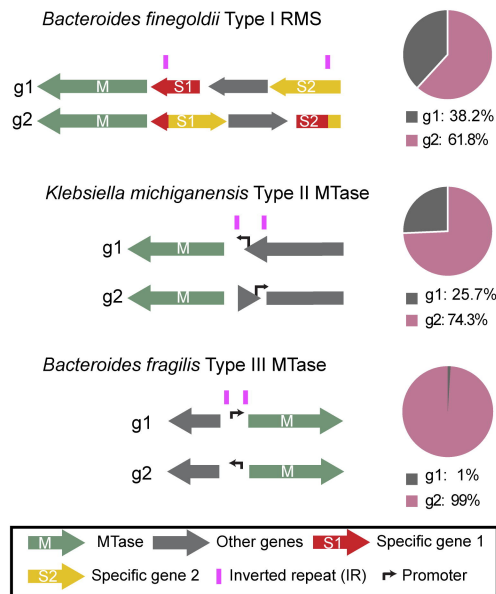 Bacteroides finegoldii Type I RMS
g1 M S1 S2
g2 M S1 S2
g1: 38.2%
g2: 61.8%
Klebsiella michiganensis Type II MTase
g1 M
g2 M
g1: 25.7%
g2: 74.3%
Bacteroides fragilis Type III MTase
g1 M
g2 M
g1: 1%
g2: 99%
M MTase Other genes S1 Specific gene 1
S2 Specific gene 2 Inverted repeat (IR) Promoter